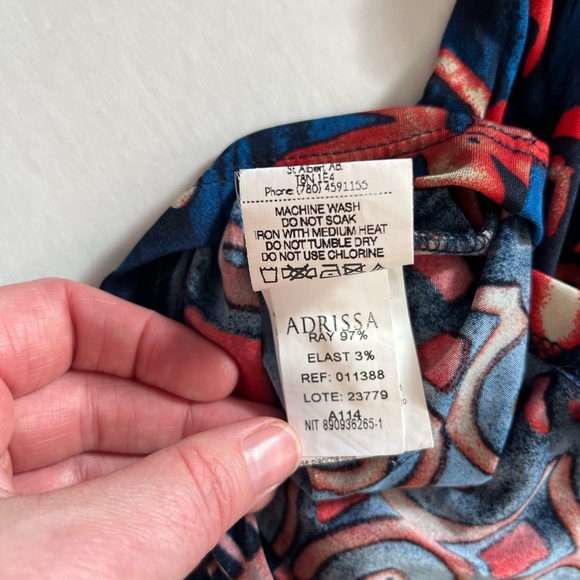 St. Albert, AB.
T8N 1E4
Phone (780) 4591155
MACHINE WASH
DO NOT SOAK
IRON WITH MEDIUM HEAT
DO NOT TUMBLE DRY
DO NOT USE CHLORINE
ADRISSA
RAY 97%
ELAST 3%
REF: 011388
LOTE: 23779
A114
NIT 890936265-1